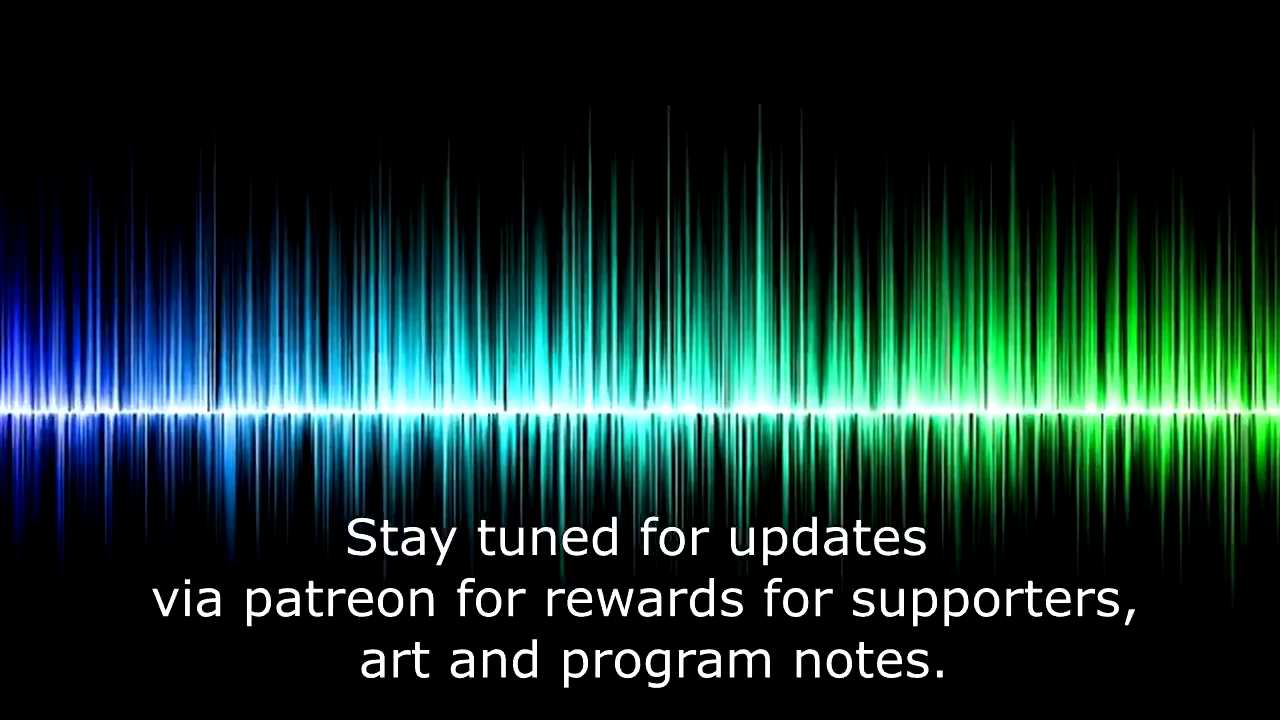 Stay tuned for updates
via patreon for rewards for supporters,
art and program notes.